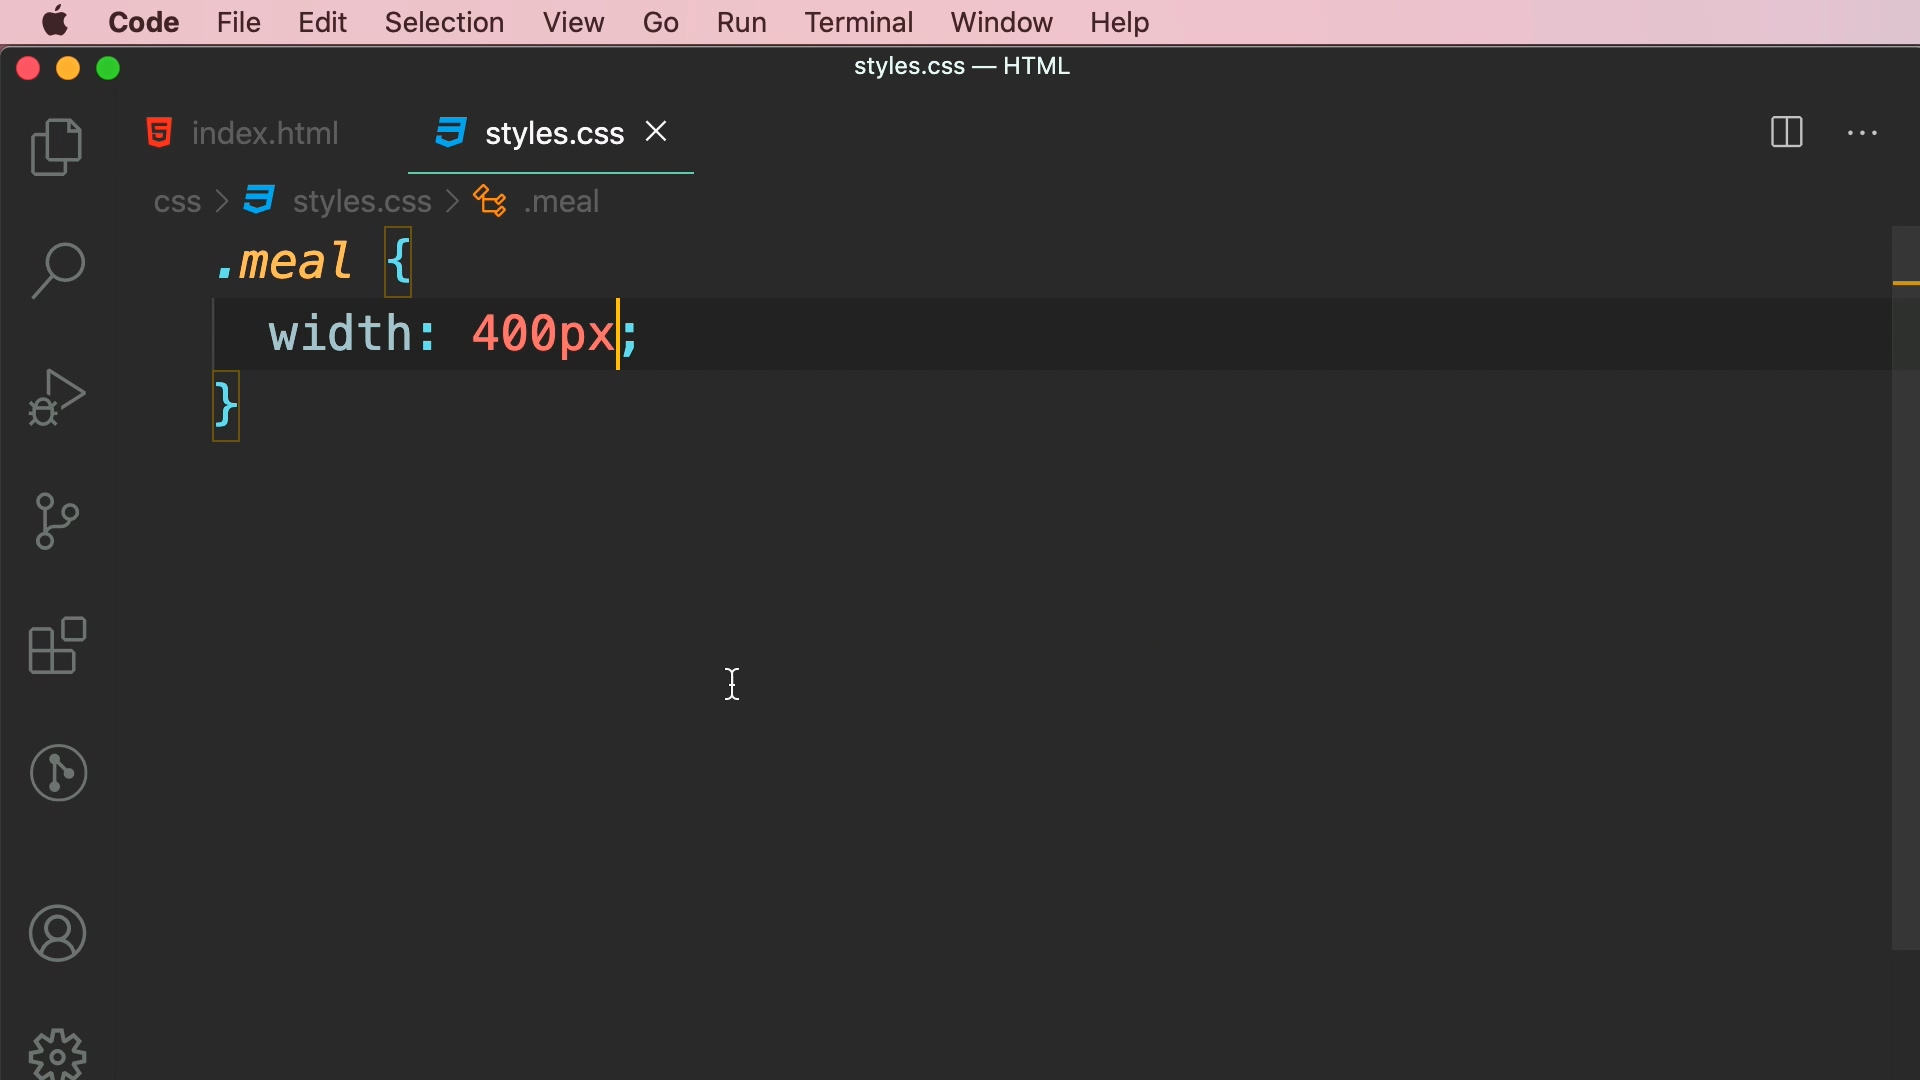 Code File Edit Selection View Go Run Terminal Window Help
styles.css — HTML
index.html styles.css
css > styles.css > .meal
.meal {
width: 400px;
}